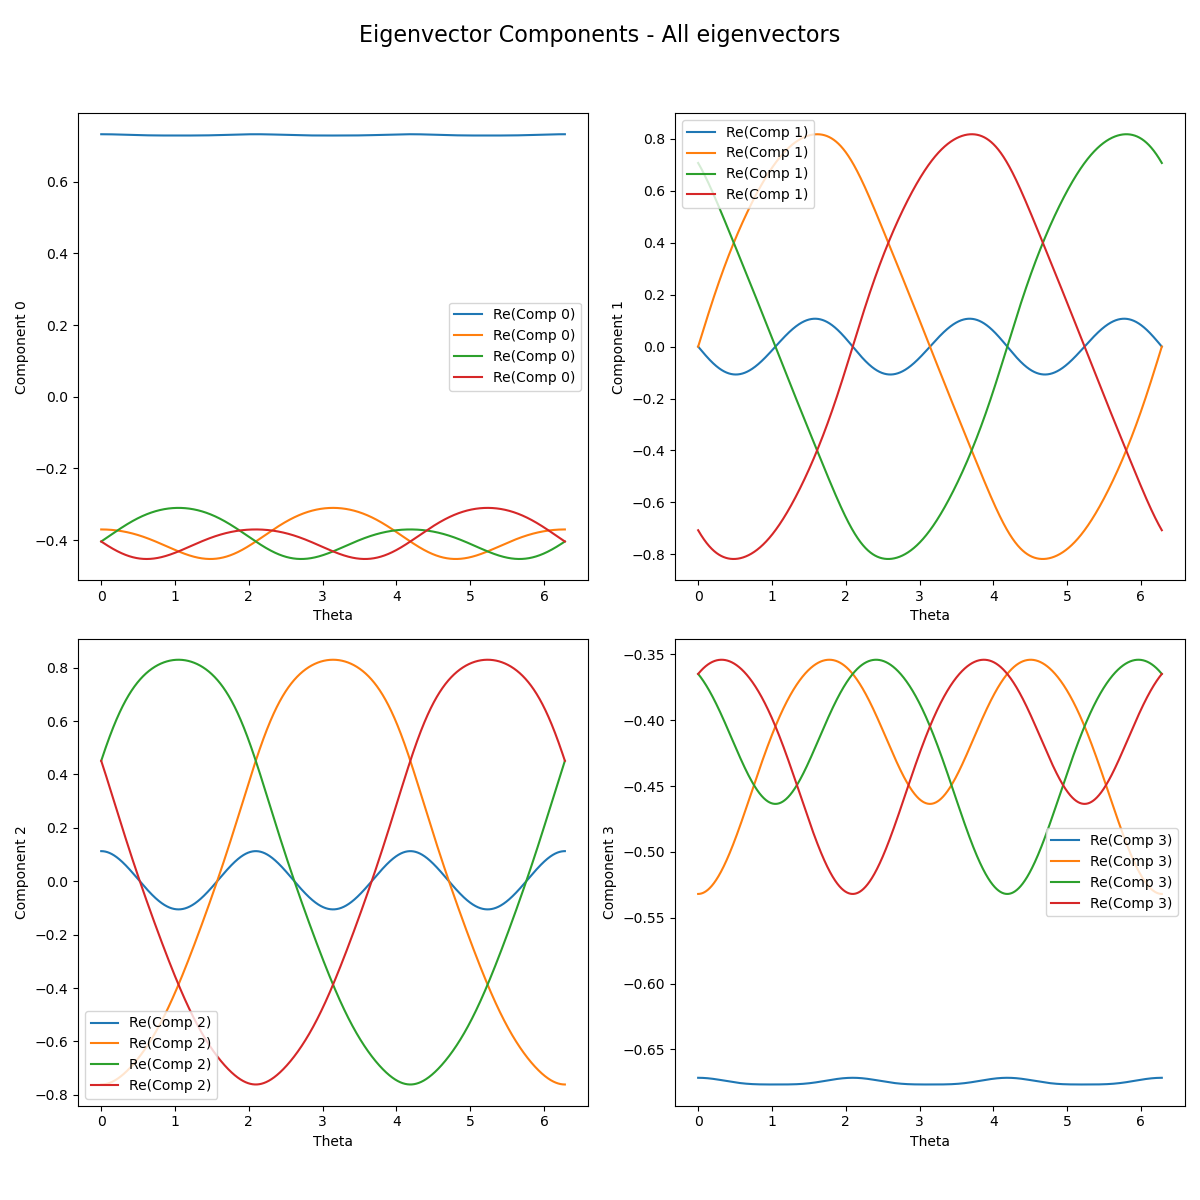 Eigenvector Components - All eigenvectors
Component 0
0.6
0.4
0.2
0.0
−0.2
−0.4
Re(Comp 0)
Re(Comp 0)
Re(Comp 0)
Re(Comp 0)
0 1 2 3 4 5 6
Theta
Component 1
0.8
0.6
0.4
0.2
0.0
−0.2
−0.4
−0.6
−0.8
Re(Comp 1)
Re(Comp 1)
Re(Comp 1)
Re(Comp 1)
0 1 2 3 4 5 6
Theta
Component 2
0.8
0.6
0.4
0.2
0.0
−0.2
−0.4
−0.6
−0.8
Re(Comp 2)
Re(Comp 2)
Re(Comp 2)
Re(Comp 2)
0 1 2 3 4 5 6
Theta
Component 3
−0.35
−0.40
−0.45
−0.50
−0.55
−0.60
−0.65
Re(Comp 3)
Re(Comp 3)
Re(Comp 3)
Re(Comp 3)
0 1 2 3 4 5 6
Theta